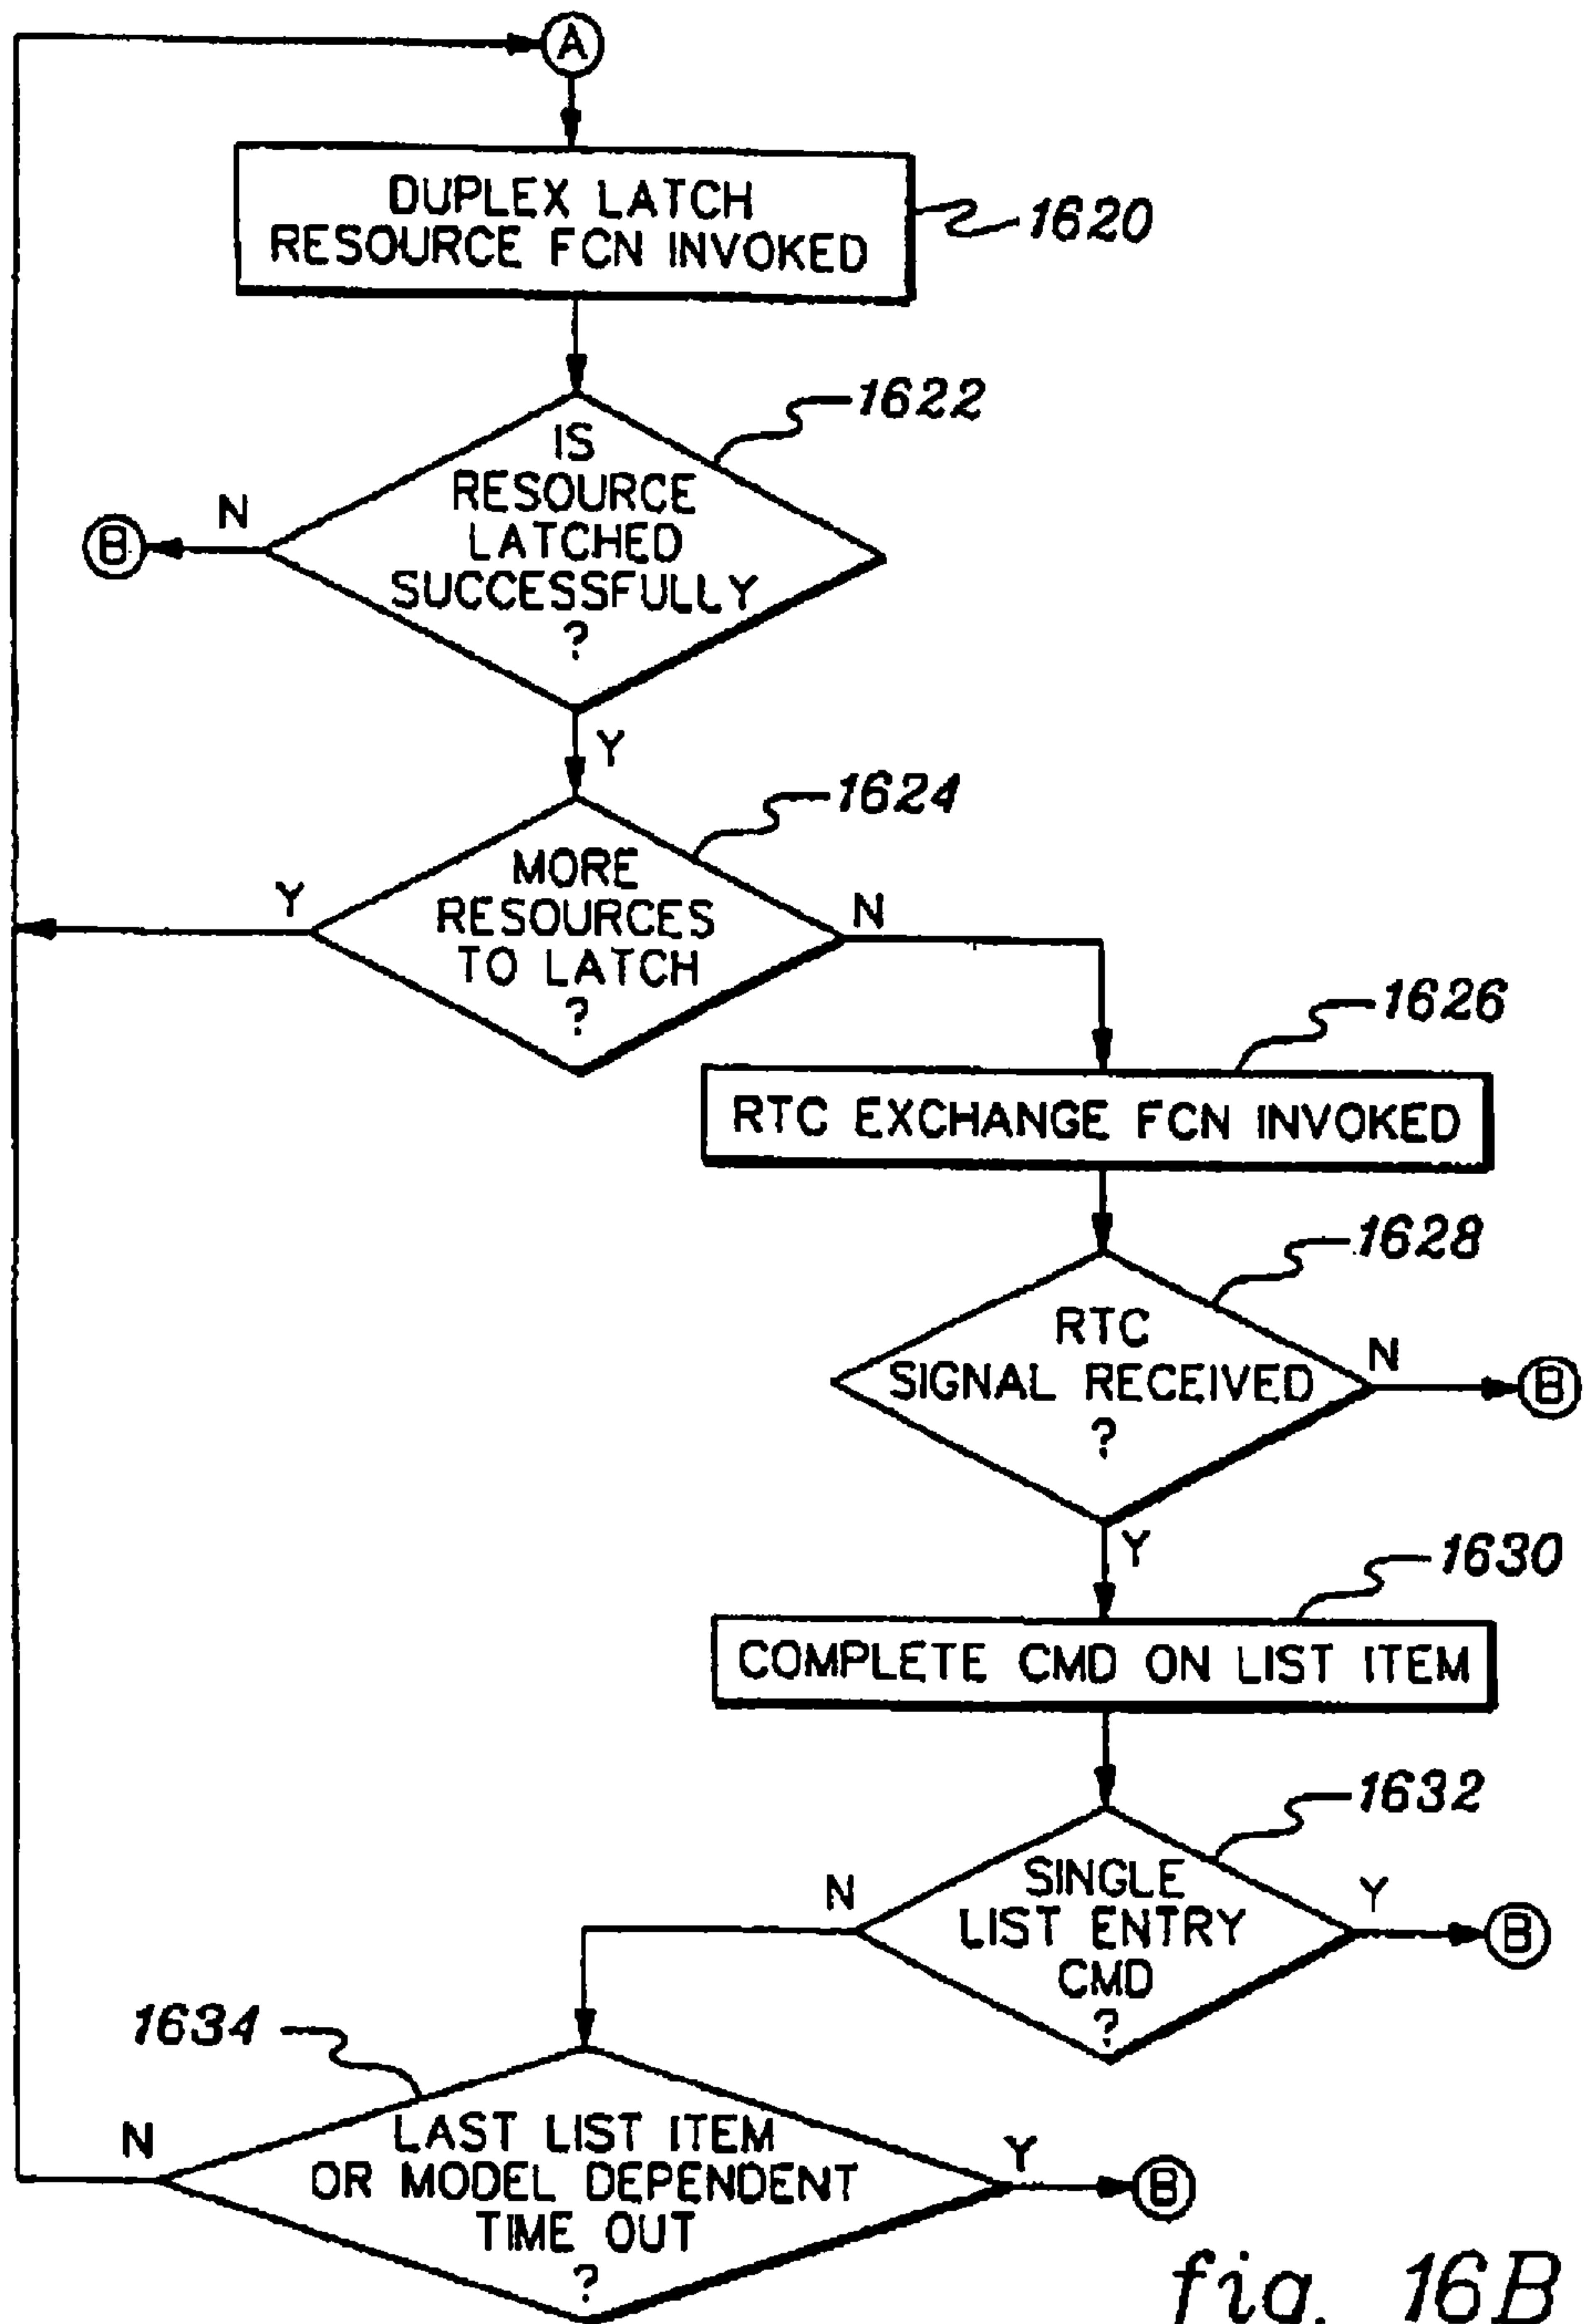 A
DUPLEX LATCH
RESOURCE FCN INVOKED
1620
1622
IS
RESOURCE
LATCHED
SUCCESSFULLY
?
N
B
Y
1624
MORE
RESOURCES
TO LATCH
?
Y
N
1626
RTC EXCHANGE FCN INVOKED
1628
RTC
SIGNAL RECEIVED
?
N
B
Y
1630
COMPLETE CMD ON LIST ITEM
1632
SINGLE
LIST ENTRY
CMD
?
N
Y
B
1634
LAST LIST ITEM
OR MODEL DEPENDENT
TIME OUT
?
N
Y
B
fig. 16B